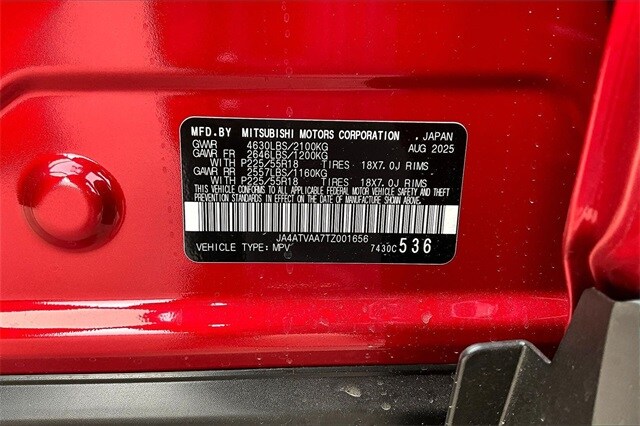 MFD.BY MITSUBISHI MOTORS CORPORATION , JAPAN
GVWR 4630LBS/2100KG AUG 2025
GAWR FR 2646LBS/1200KG
WITH P225/55R18 TIRES 18X7.0J RIMS
GAWR RR 2557LBS/1160KG
WITH P225/55R18 TIRES 18X7.0J RIMS
THIS VEHICLE CONFORMS TO ALL APPLICABLE FEDERAL MOTOR VEHICLE SAFETY AND THEFT
PREVENTION STANDARDS IN EFFECT ON THE DATE OF MANUFACTURE SHOWN ABOVE.
JA4ATVAA7TZ001656
VEHICLE TYPE: MPV 7430C 536